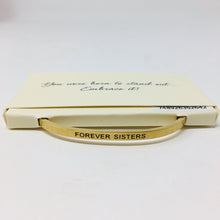 You were born to stand out.
Embrace it!
FOREVER SISTERS